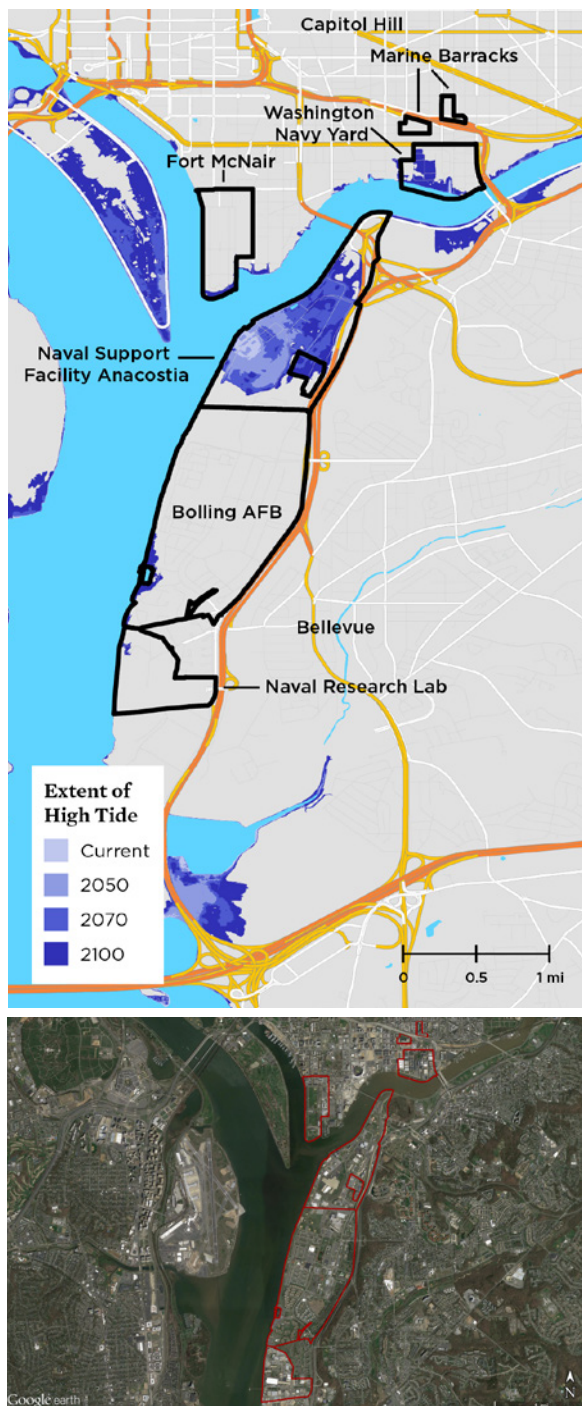 Capitol Hill
Marine Barracks
Washington
Navy Yard
Fort McNair
Naval Support
Facility Anacostia
Bolling AFB
Bellevue
Naval Research Lab
Extent of
High Tide
Current
2050
2070
2100
0 0.5 1 mi
Google earth
N